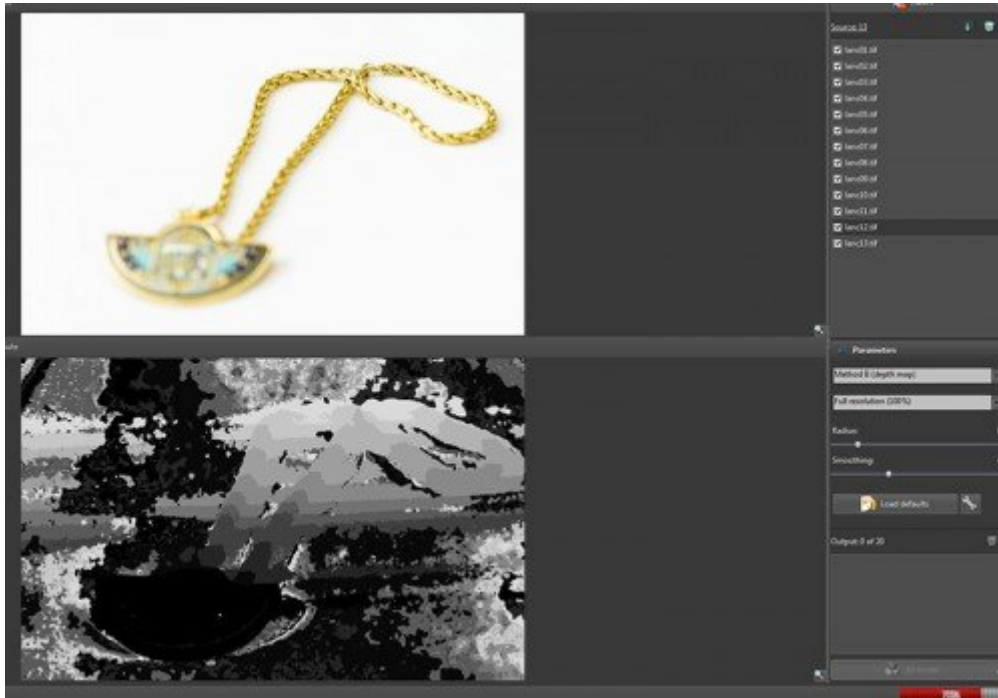 Source: 13
lanc01.tif
lanc02.tif
lanc03.tif
lanc04.tif
lanc05.tif
lanc06.tif
lanc07.tif
lanc08.tif
lanc09.tif
lanc10.tif
lanc11.tif
lanc12.tif
lanc13.tif
Parameters
Method B (depth map)
Full resolution (100%)
Radius:
Smoothing:
Load defaults
Output: 0 of 30